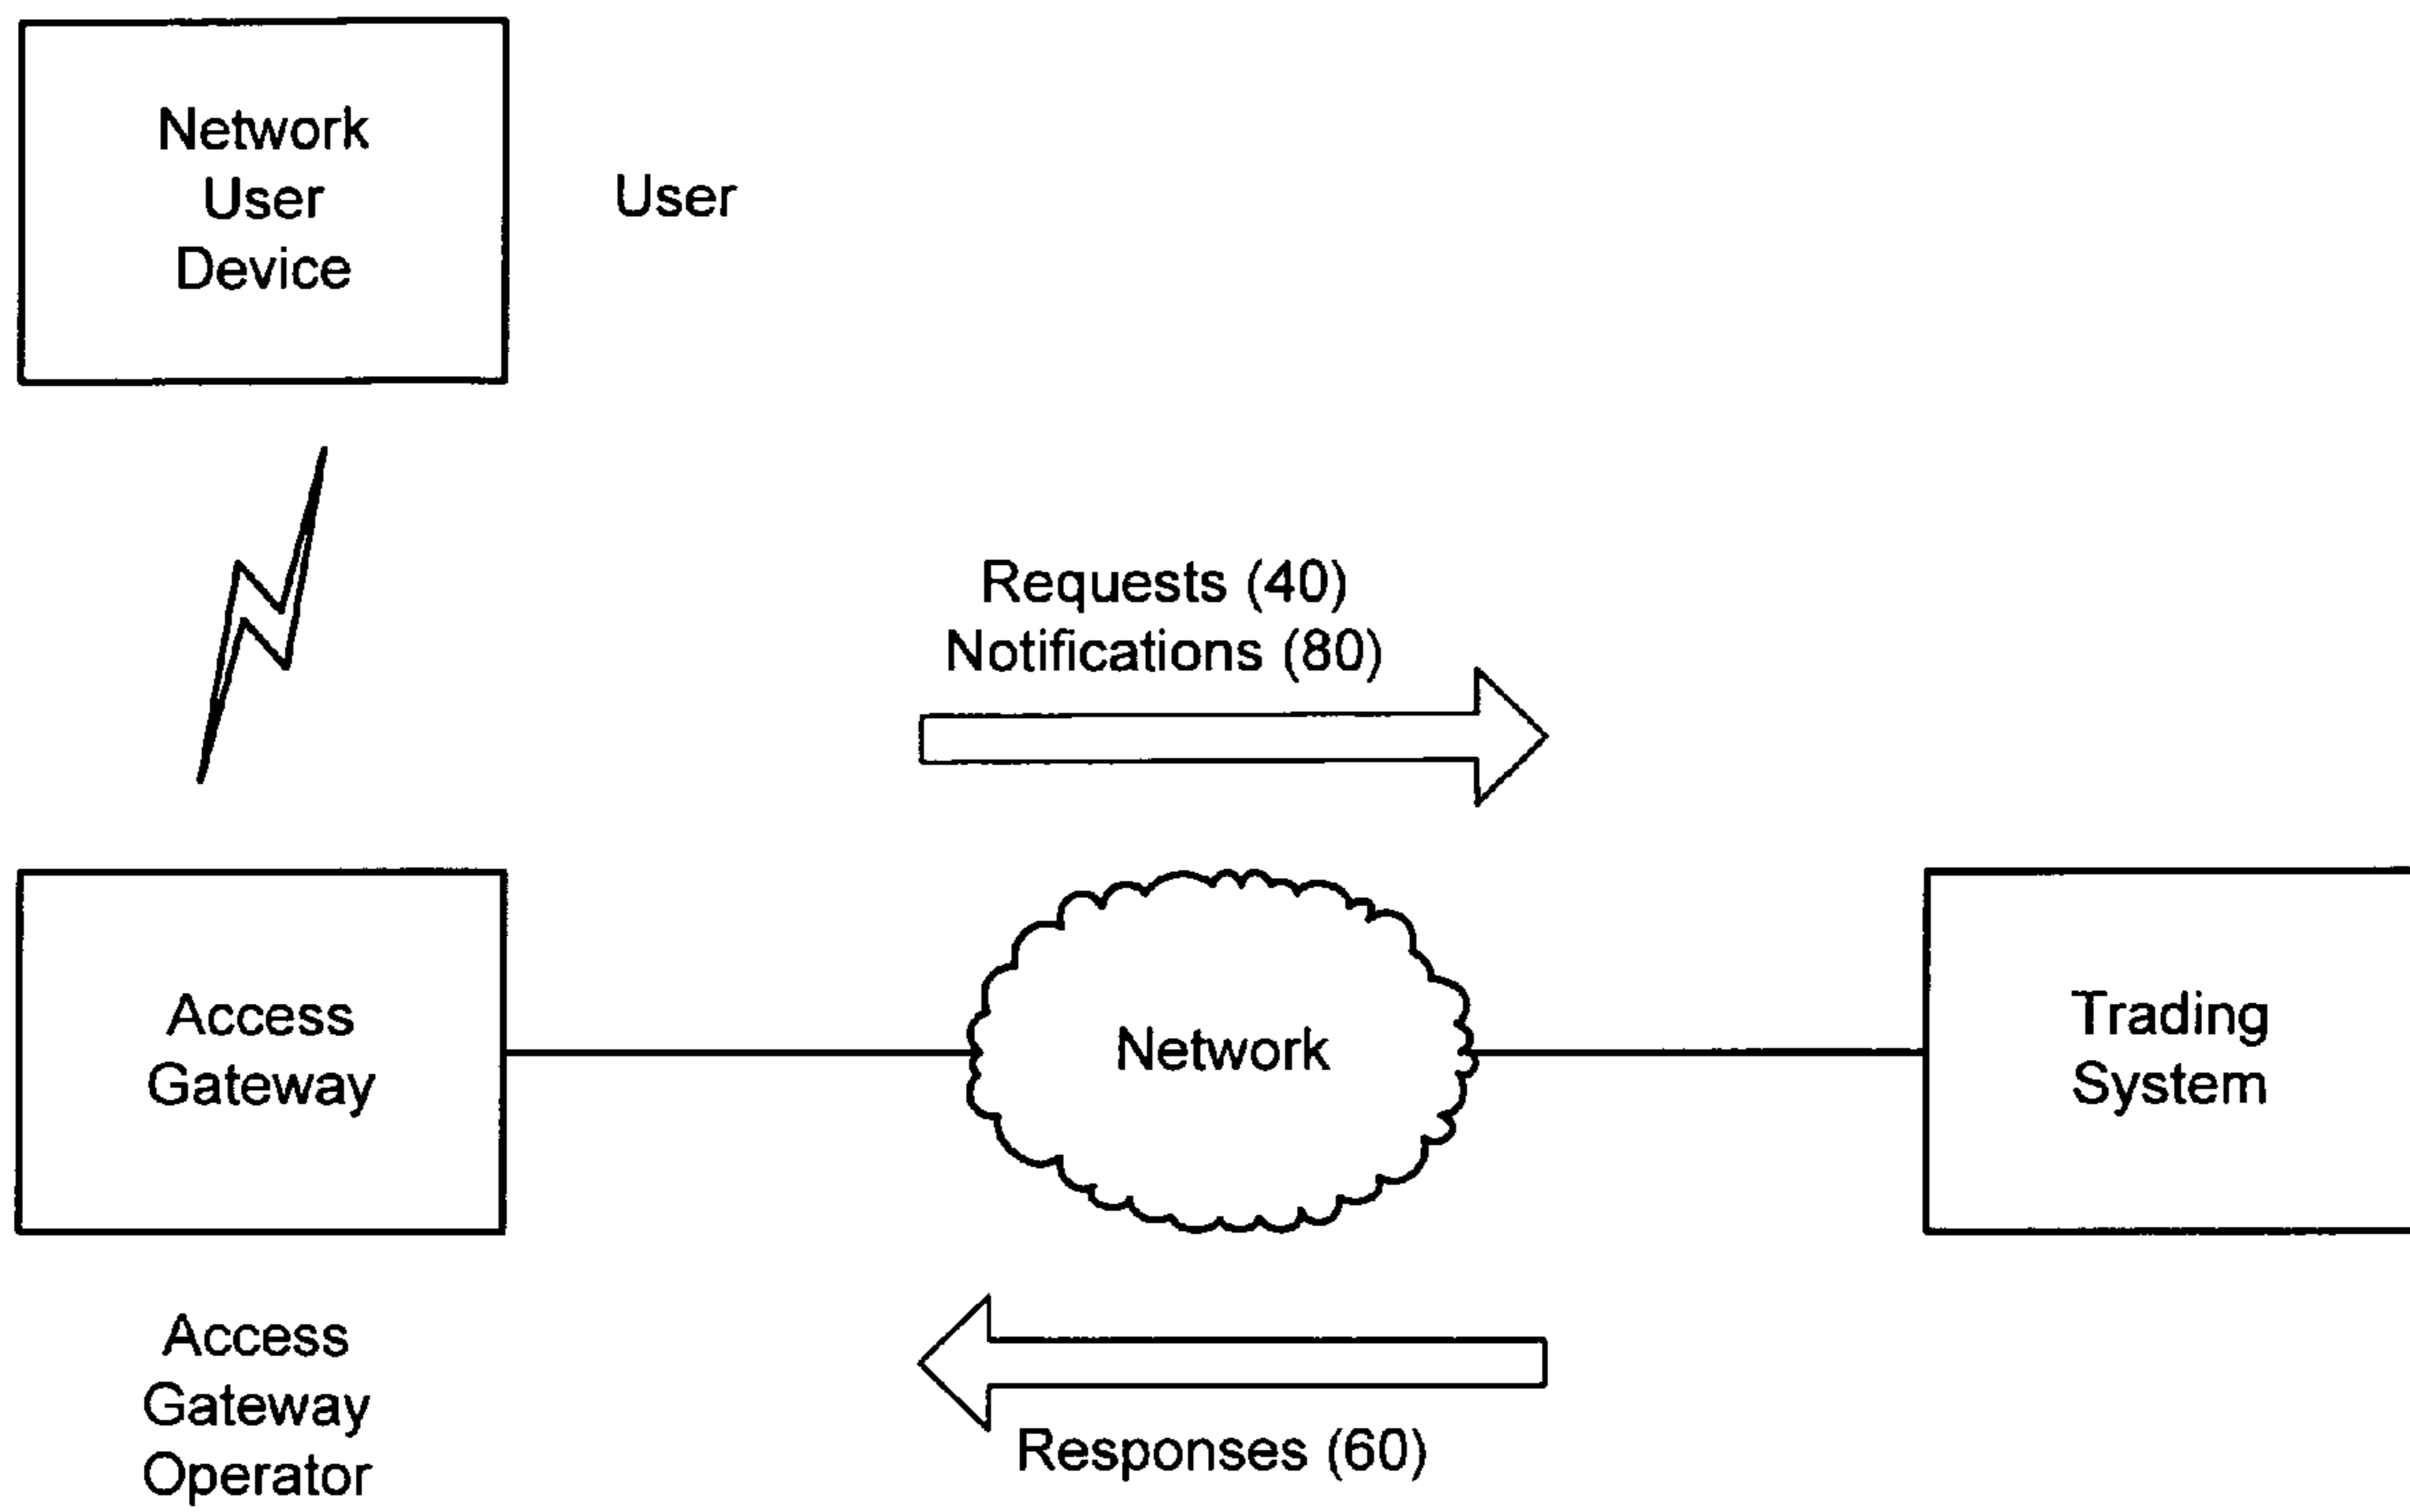 Network
User
Device
User
Requests (40)
Notifications (80)
Access
Gateway
Network
Trading
System
Access
Gateway
Operator
Responses (60)